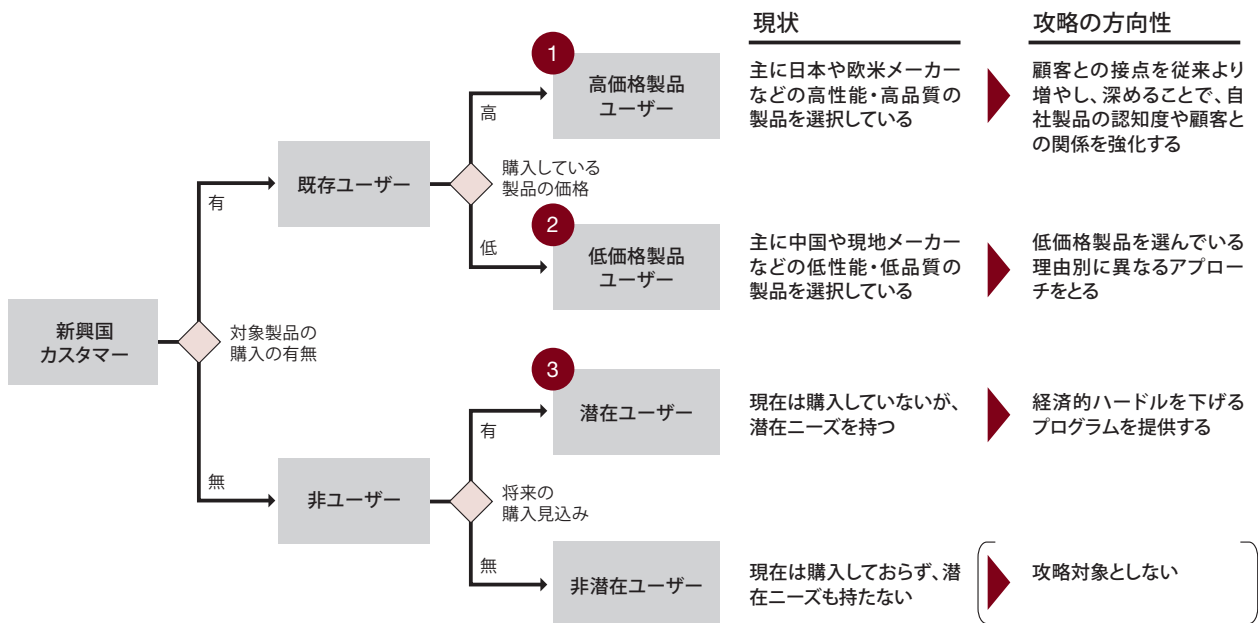 現状
攻略の方向性
1
高価格製品
ユーザー
主に日本や欧米メーカー
などの高性能・高品質の
製品を選択している
顧客との接点を従来より
増やし、深めることで、自
社製品の認知度や顧客と
の関係を強化する
高
既存ユーザー
購入している
製品の価格
有
2
低
低価格製品
ユーザー
主に中国や現地メーカー
などの低性能・低品質の
製品を選択している
低価格製品を選んでいる
理由別に異なるアプロー
チをとる
新興国
カスタマー
対象製品の
購入の有無
3
潜在ユーザー
現在は購入していないが、
潜在ニーズを持つ
経済的ハードルを下げる
プログラムを提供する
有
無
非ユーザー
将来の
購入見込み
無
非潜在ユーザー
現在は購入しておらず、潜
在ニーズも持たない
攻略対象としない